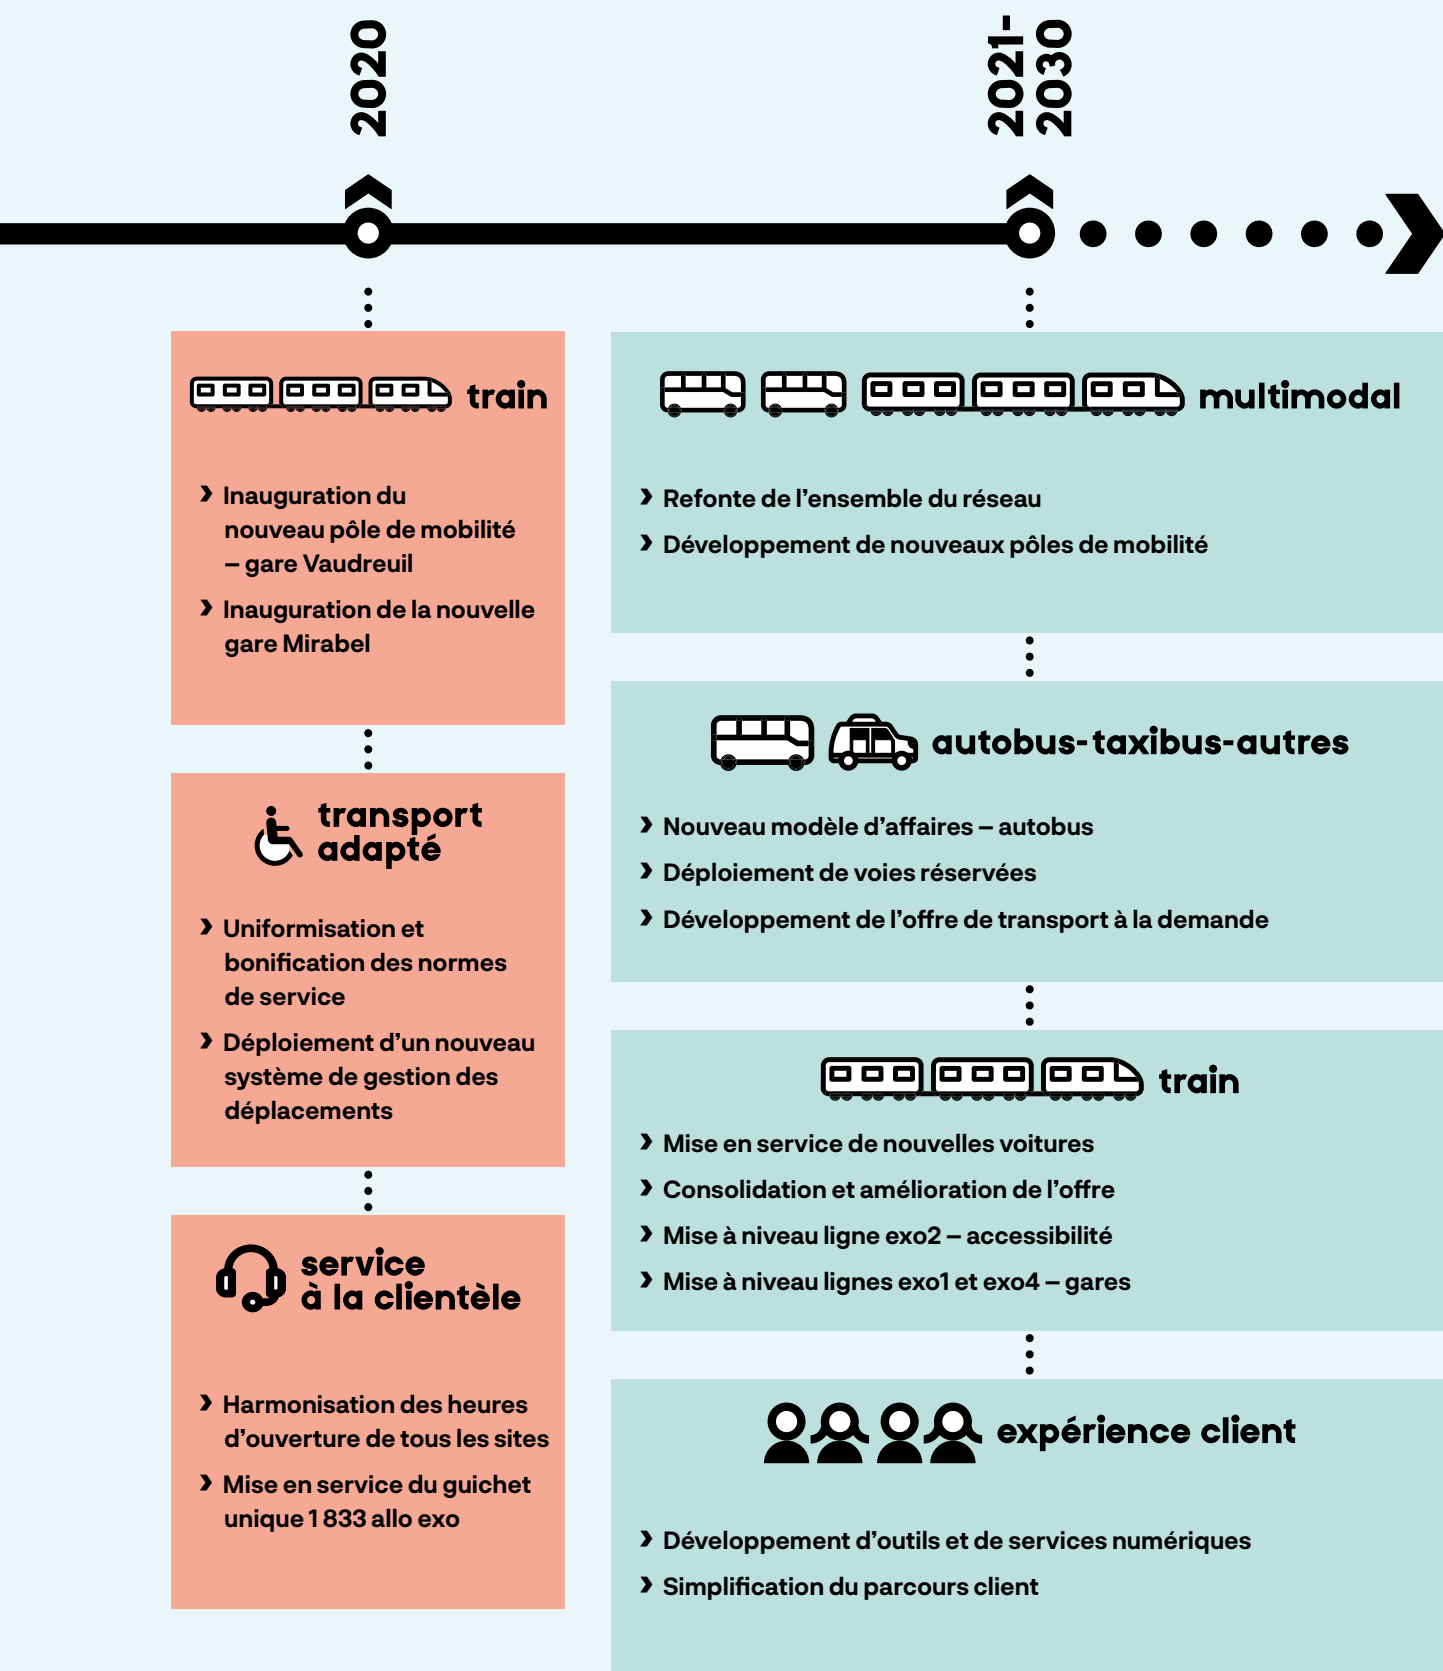 2020
train
Inauguration du
nouveau pôle de mobilité
– gare Vaudreuil
Inauguration de la nouvelle
gare Mirabel
transport
adapté
Uniformisation et
bonification des normes
de service
Déploiement d’un nouveau
système de gestion des
déplacements
service
à la clientèle
Harmonisation des heures
d’ouverture de tous les sites
Mise en service du guichet
unique 1 833 allo exo
2021-
2030
multimodal
Refonte de l’ensemble du réseau
Développement de nouveaux pôles de mobilité
autobus-taxibus-autres
Nouveau modèle d’affaires – autobus
Déploiement de voies réservées
Développement de l’offre de transport à la demande
train
Mise en service de nouvelles voitures
Consolidation et amélioration de l’offre
Mise à niveau ligne exo2 – accessibilité
Mise à niveau lignes exo1 et exo4 – gares
expérience client
Développement d’outils et de services numériques
Simplification du parcours client